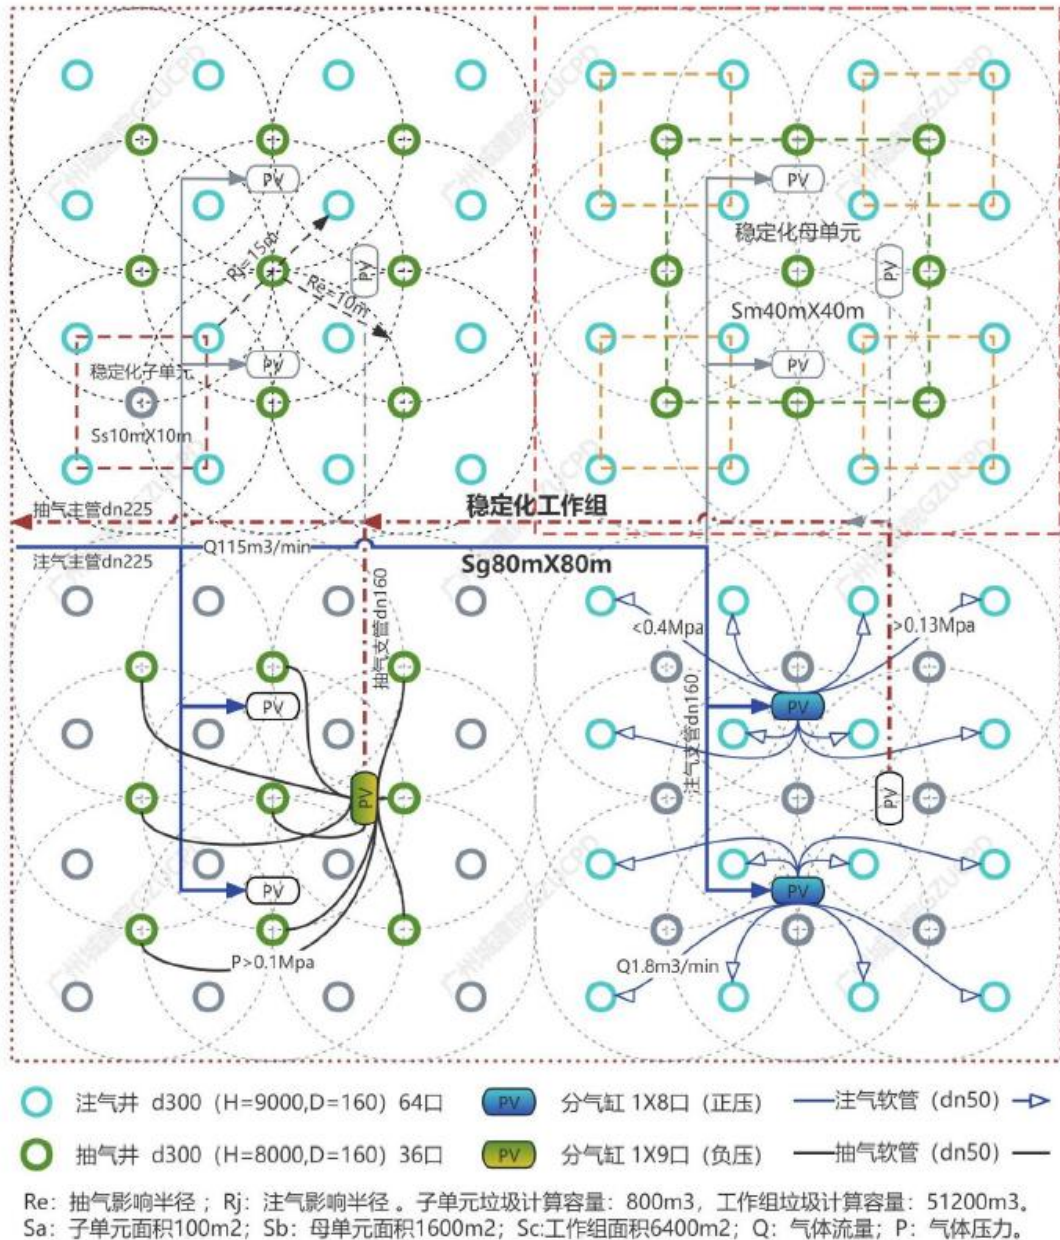 PV
PV
稳定化母单元
Rj=15m
PV
PV
Re=10m
Sm40mX40m
稳定化子单元
PV
PV
Ss10mX10m
抽气主管dn225
稳定化工作组
注气主管dn225
Q115m3/min
Sg80mX80m
抽气支管dn160
<0.4Mpa
>0.13Mpa
PV
PV
注气支管dn160
PV
PV
PV
PV
P>0.1Mpa
Q1.8m3/min
注气井 d300（H=9000,D=160）64口
PV 分气缸 1X8口（正压）
注气软管（dn50）
抽气井 d300（H=8000,D=160）36口
PV 分气缸 1X9口（负压）
抽气软管（dn50）
Re：抽气影响半径；Rj：注气影响半径。子单元垃圾计算容量：800m3，工作组垃圾计算容量：51200m3。
Sa：子单元面积100m2；Sb：母单元面积1600m2；Sc:工作组面积6400m2；Q：气体流量；P：气体压力。